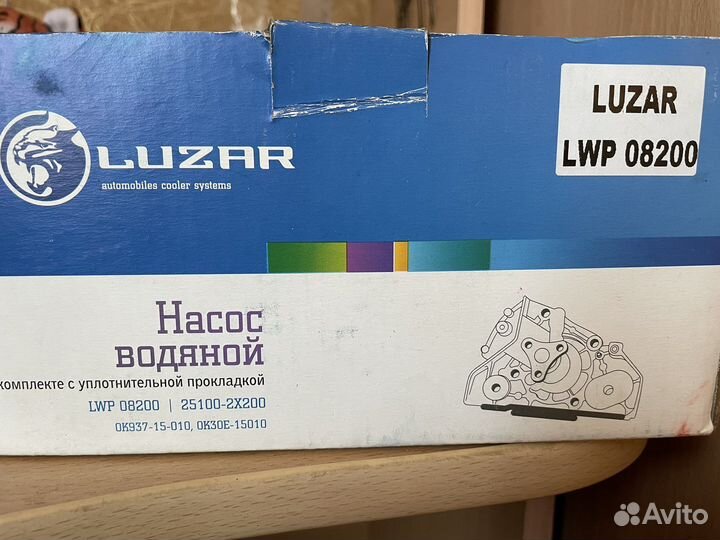 LUZAR
automobiles cooler systems
LUZAR
LWP 08200
Насос
водяной
комплекте с уплотнительной прокладкой
LWP 08200 | 25100-2X200
0K937-15-010, 0K30E-15010
Avito